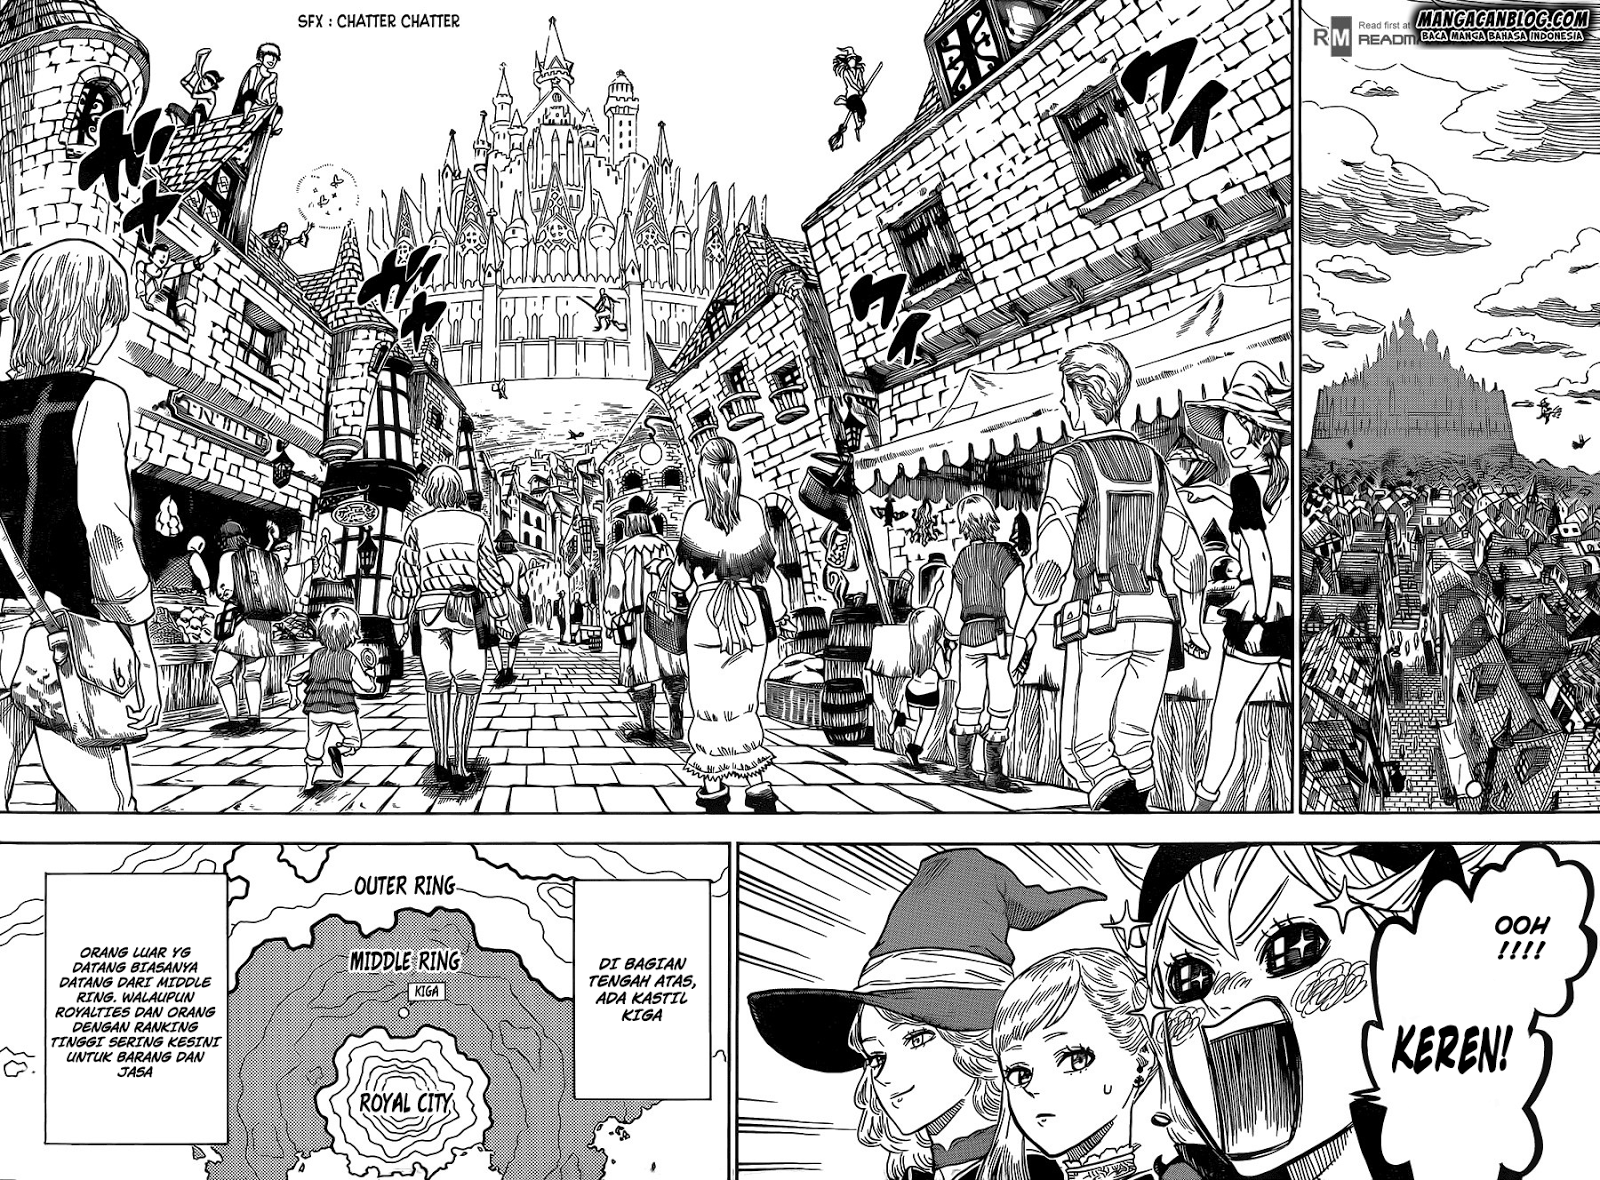 SFX : CHATTER CHATTER
Read first at
RM
MANGACANBLOG.COM
BACA MANGA BAHASA INDONESIA
ガヤ
ガヤ
ワイ
ワイ
OOH
!!!!
KEREN!
DI BAGIAN
TENGAH ATAS,
ADA KASTIL
KIGA
OUTER RING
MIDDLE RING
KIGA
ROYAL CITY
ORANG LUAR YG
DATANG BIASANYA
DATANG DARI MIDDLE
RING. WALAUPUN
ROYALTIES DAN ORANG
DENGAN RANKING
TINGGI SERING KESINI
UNTUK BARANG DAN
JASA